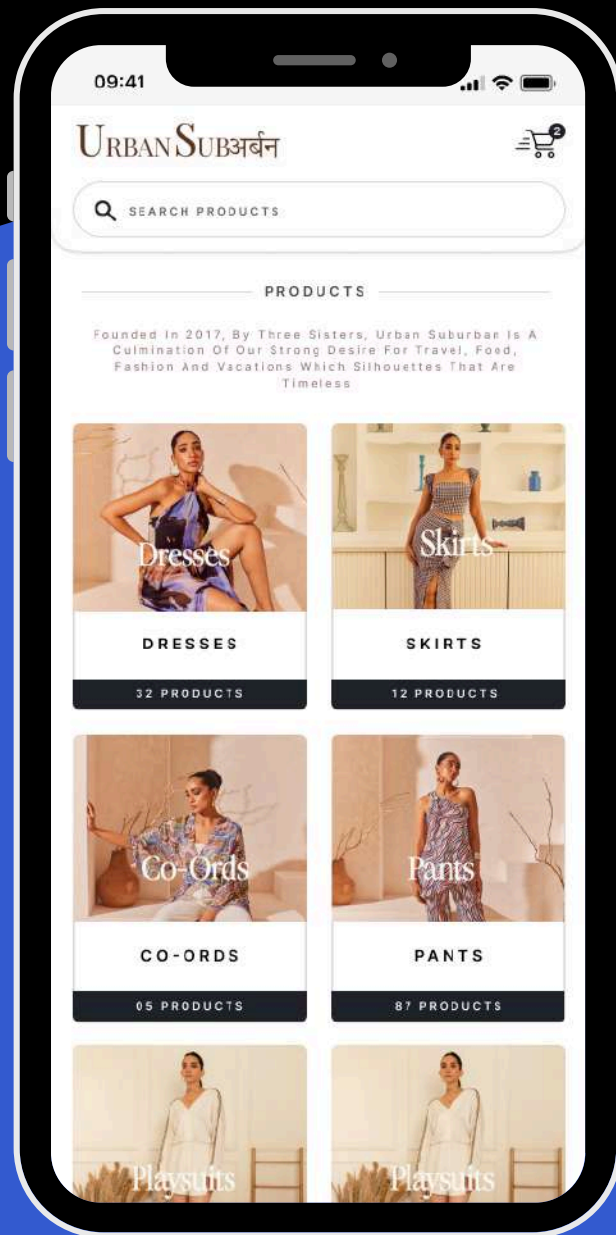 09:41
URBAN SUBअर्बन
2
SEARCH PRODUCTS
PRODUCTS
Founded In 2017, By Three Sisters, Urban Suburban Is A
Culmination Of Our Strong Desire For Travel, Food,
Fashion And Vacations Which Silhouettes That Are
Timeless
Dresses
Skirts
DRESSES
SKIRTS
32 PRODUCTS
12 PRODUCTS
Co-Ords
Pants
CO-ORDS
PANTS
05 PRODUCTS
87 PRODUCTS
Playsuits
Playsuits